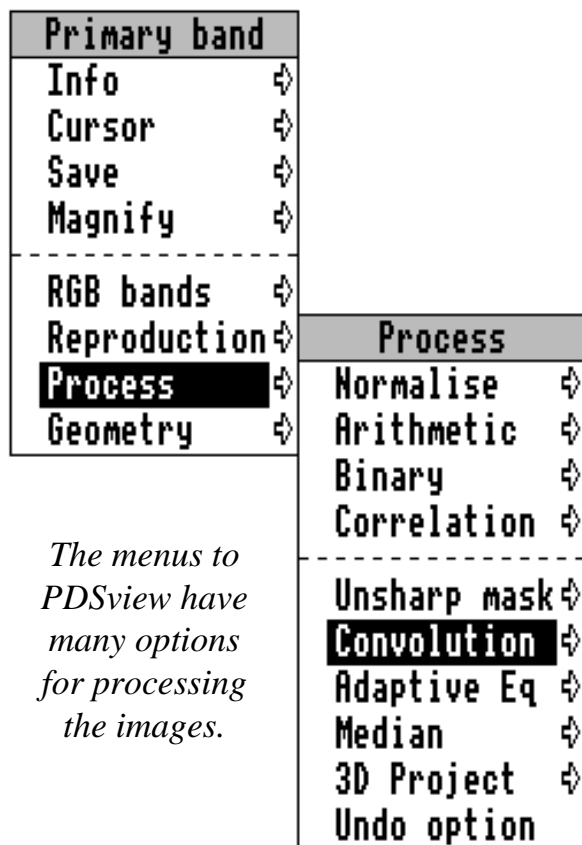 Primary band
Info
Cursor
Save
Magnify
RGB bands
Reproduction
Process
Geometry
Process
Normalise
Arithmetic
Binary
Correlation
Unsharp mask
Convolution
Adaptive Eq
Median
3D Project
Undo option
The menus to
PDSview have
many options
for processing
the images.